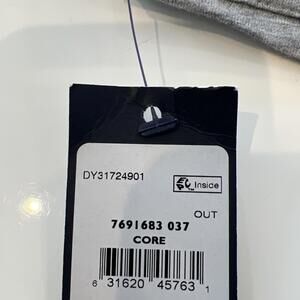 DY31724901
Inside
OUT
7691683 037
CORE
6 31620 45763 1